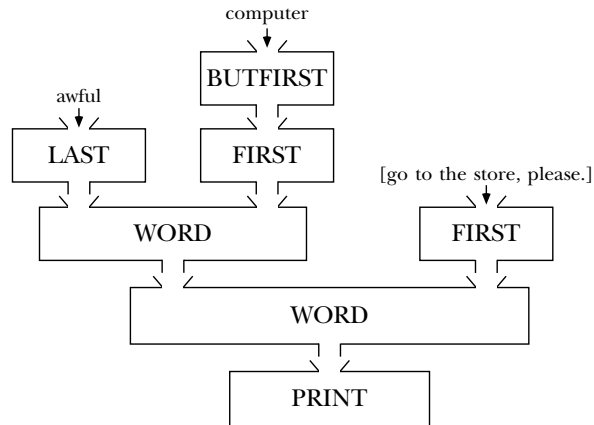 computer
BUTFIRST
awful
LAST
FIRST
[go to the store, please.]
WORD
FIRST
WORD
PRINT